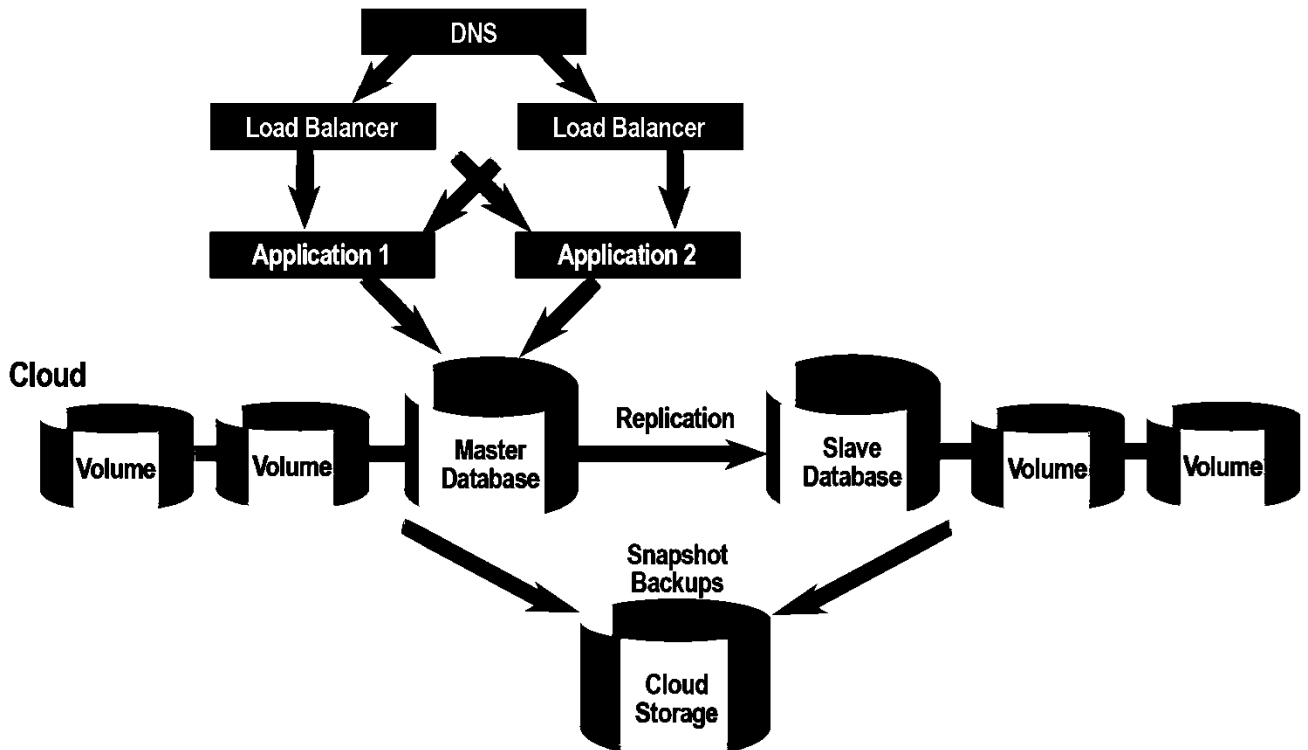 DNS
Load Balancer
Load Balancer
Application 1
Application 2
Cloud
Volume
Volume
Master
Database
Replication
Slave
Database
Volume
Volume
Snapshot
Backups
Cloud
Storage